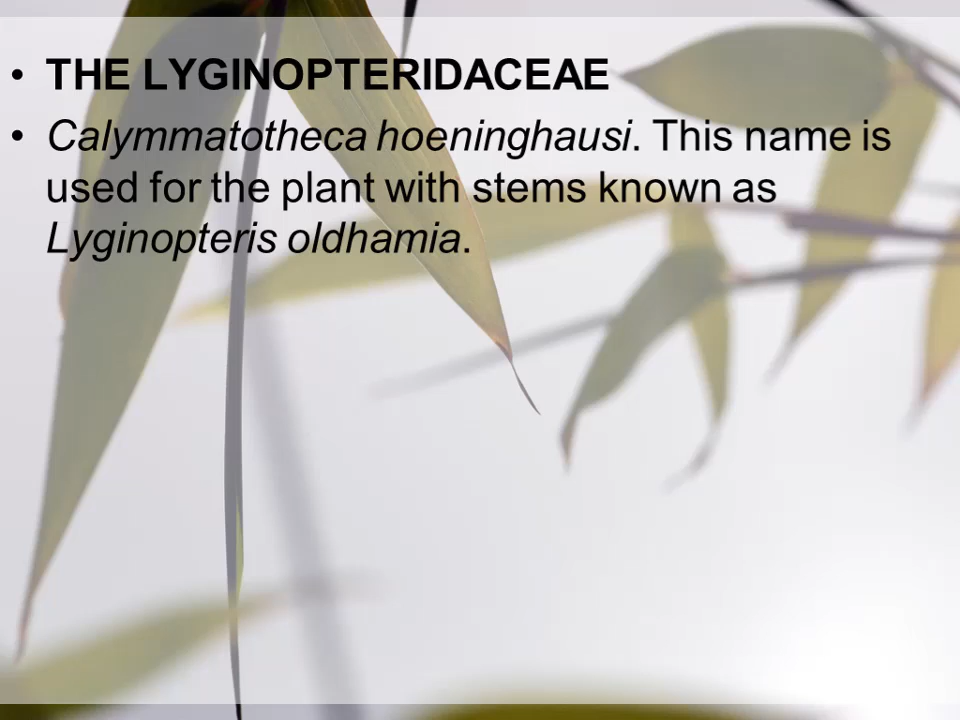 • THE LYGINOPTERIDACEAE
• Calymmatotheca hoeninghausi. This name is
used for the plant with stems known as
Lyginopteris oldhamia.